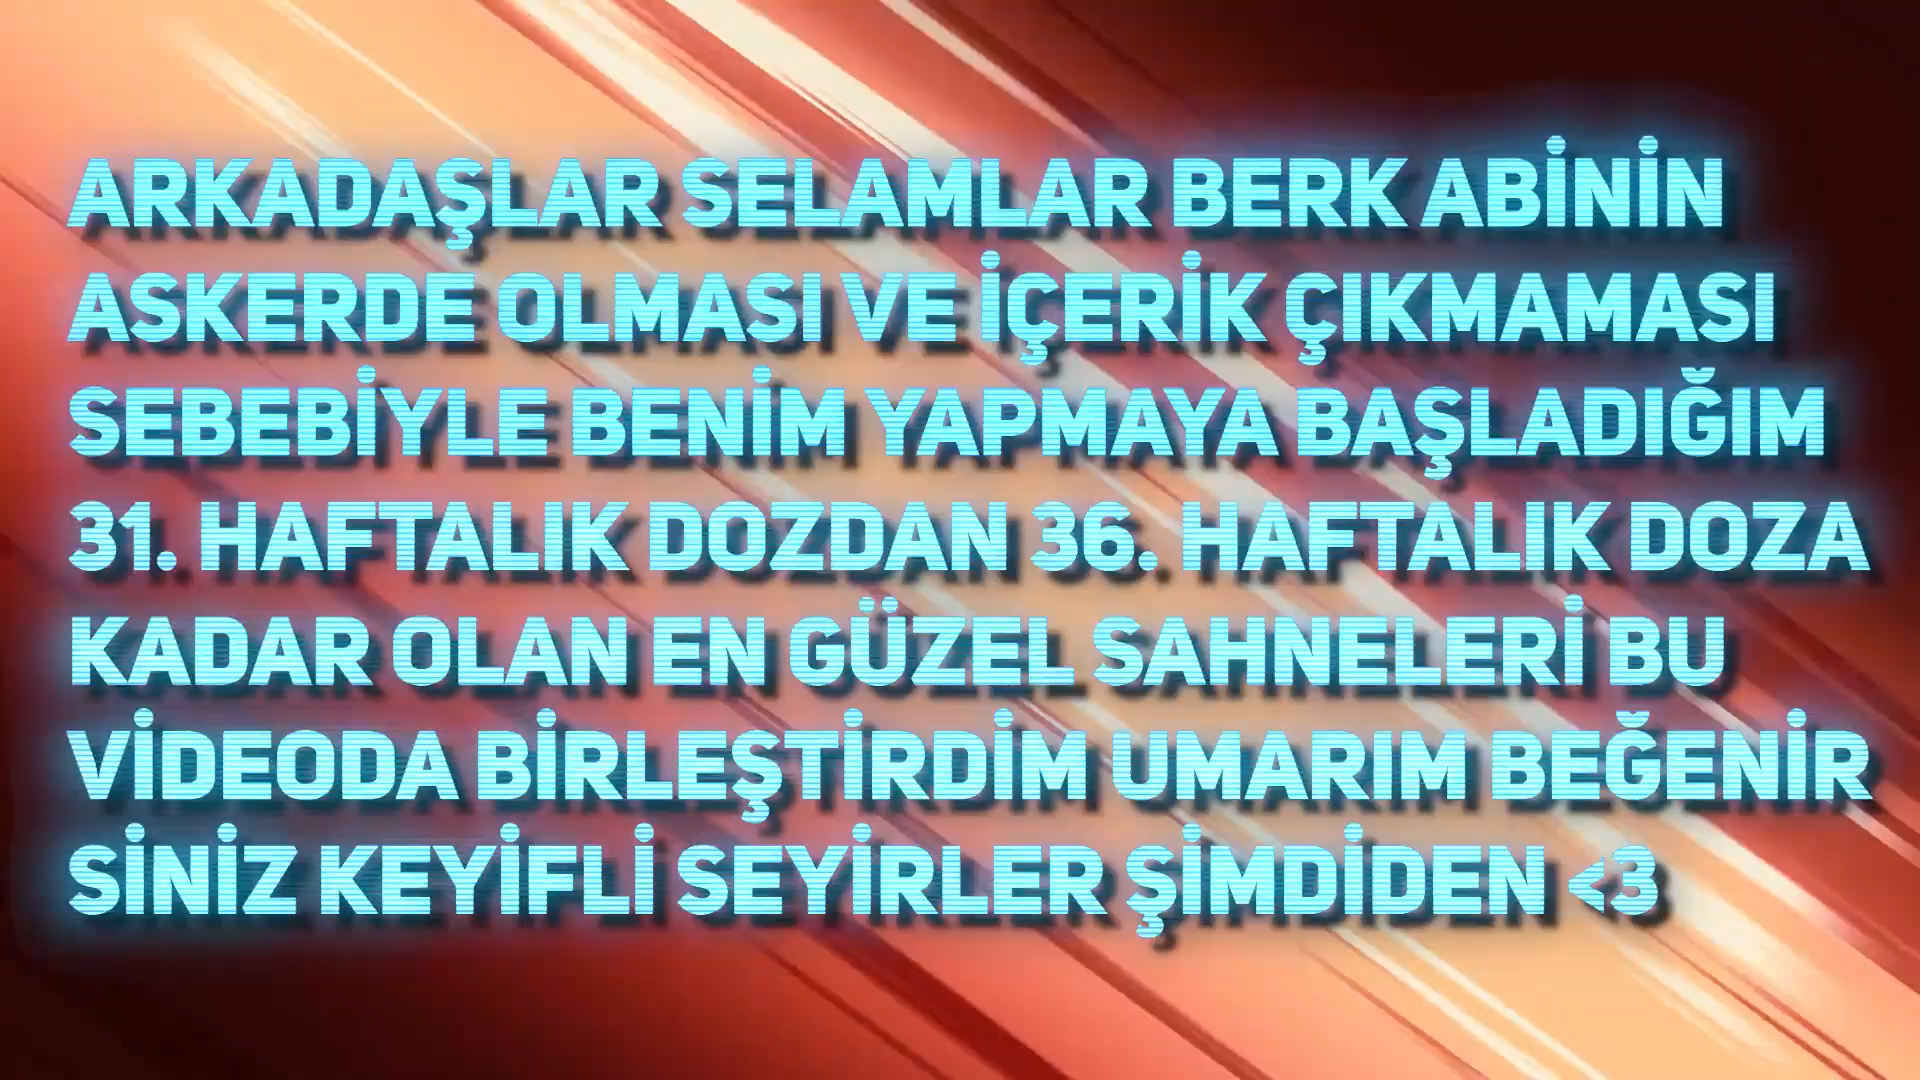 ARKADAŞLAR SELAMLAR BERK ABİNİN
ASKERDE OLMASI VE İÇERİK ÇIKMAMASI
SEBEBİYLE BENİM YAPMAYA BAŞLADIĞIM
31. HAFTALIK DOZDAN 36. HAFTALIK DOZA
KADAR OLAN EN GÜZEL SAHNELERİ BU
VİDEODA BİRLEŞTİRDİM UMARIM BEĞENİR
SİNİZ KEYİFLİ SEYİRLER ŞİMDİDEN <3